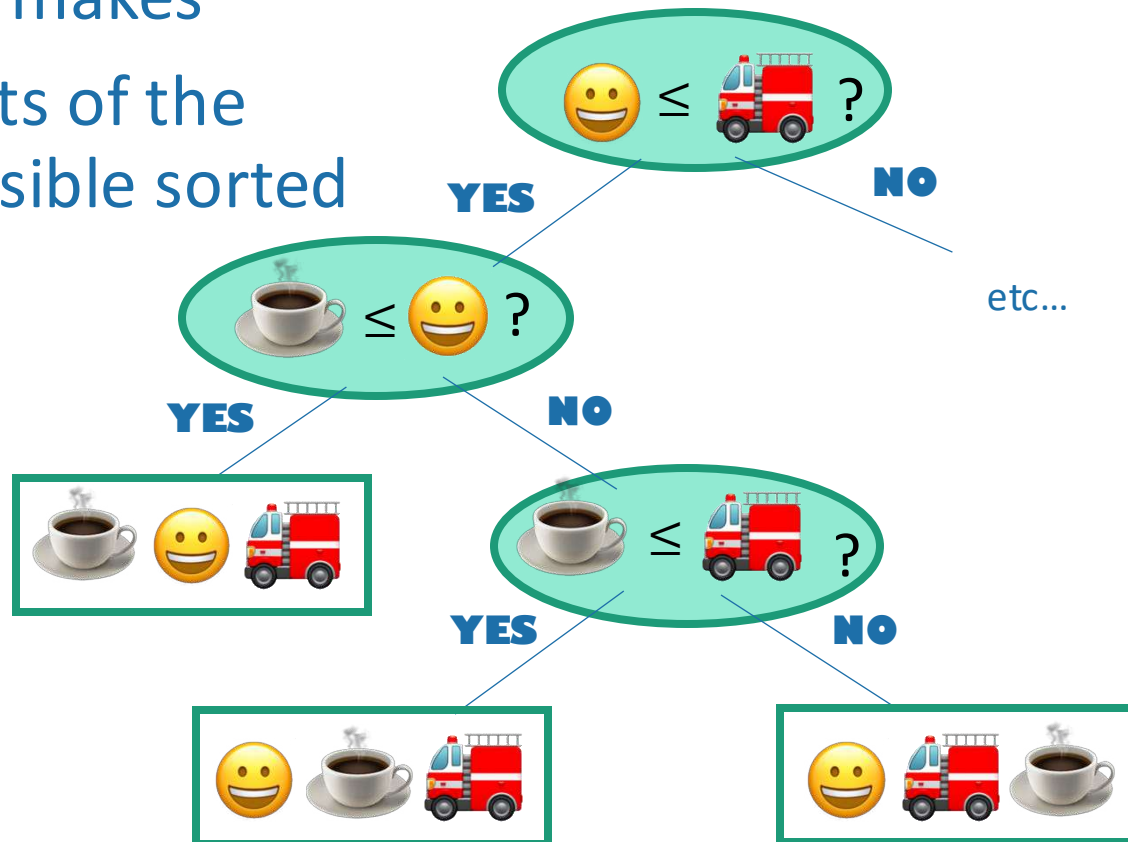 makes
ts of the
sible sorted
≤ ?
YES
NO
≤ ?
etc...
YES
NO
≤ ?
YES
NO